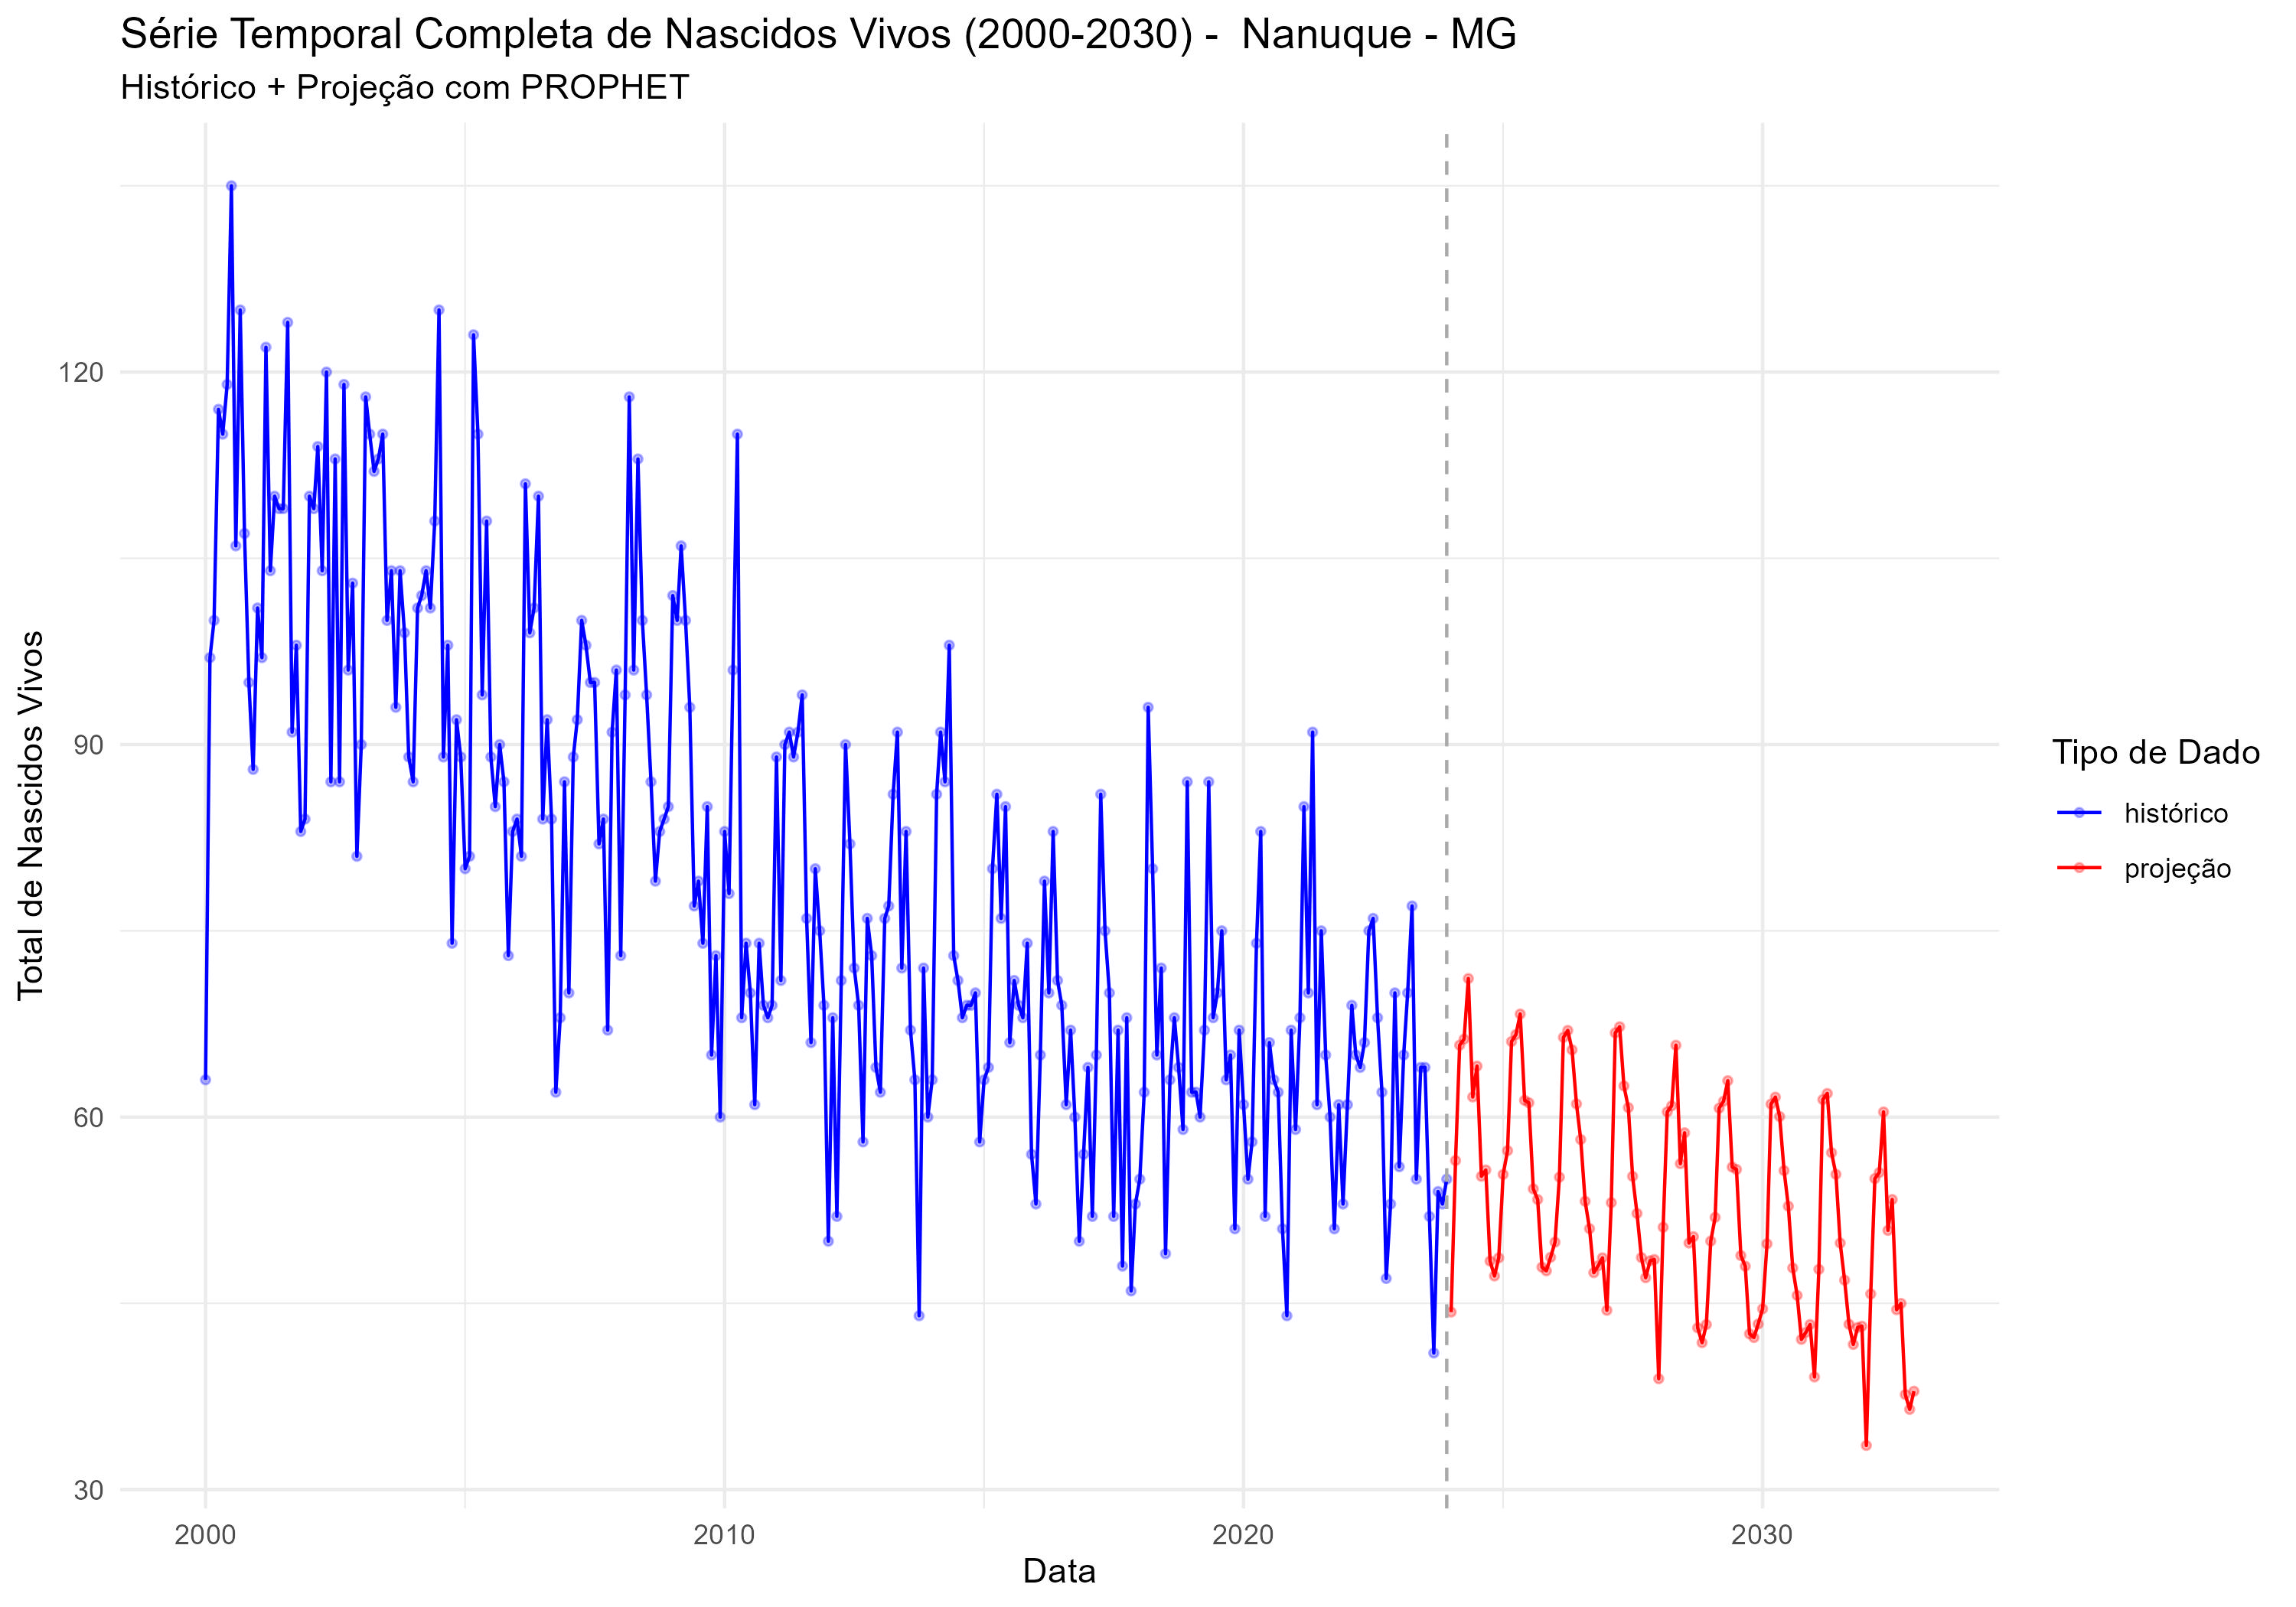 Série Temporal Completa de Nascidos Vivos (2000-2030) -  Nanuque - MG
Histórico + Projeção com PROPHET
Total de Nascidos Vivos
120
90
60
30
2000
2010
2020
2030
Data
Tipo de Dado
histórico
projeção